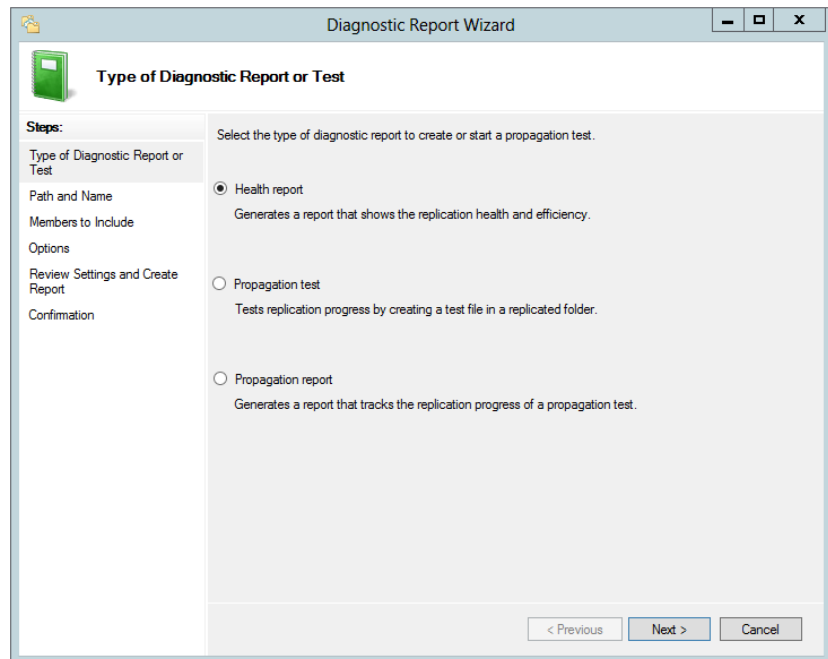 Diagnostic Report Wizard
Type of Diagnostic Report or Test
Steps:
Type of Diagnostic Report or
Test
Path and Name
Members to Include
Options
Review Settings and Create
Report
Confirmation
Select the type of diagnostic report to create or start a propagation test.
Health report
Generates a report that shows the replication health and efficiency.
Propagation test
Tests replication progress by creating a test file in a replicated folder.
Propagation report
Generates a report that tracks the replication progress of a propagation test.
< Previous
Next >
Cancel